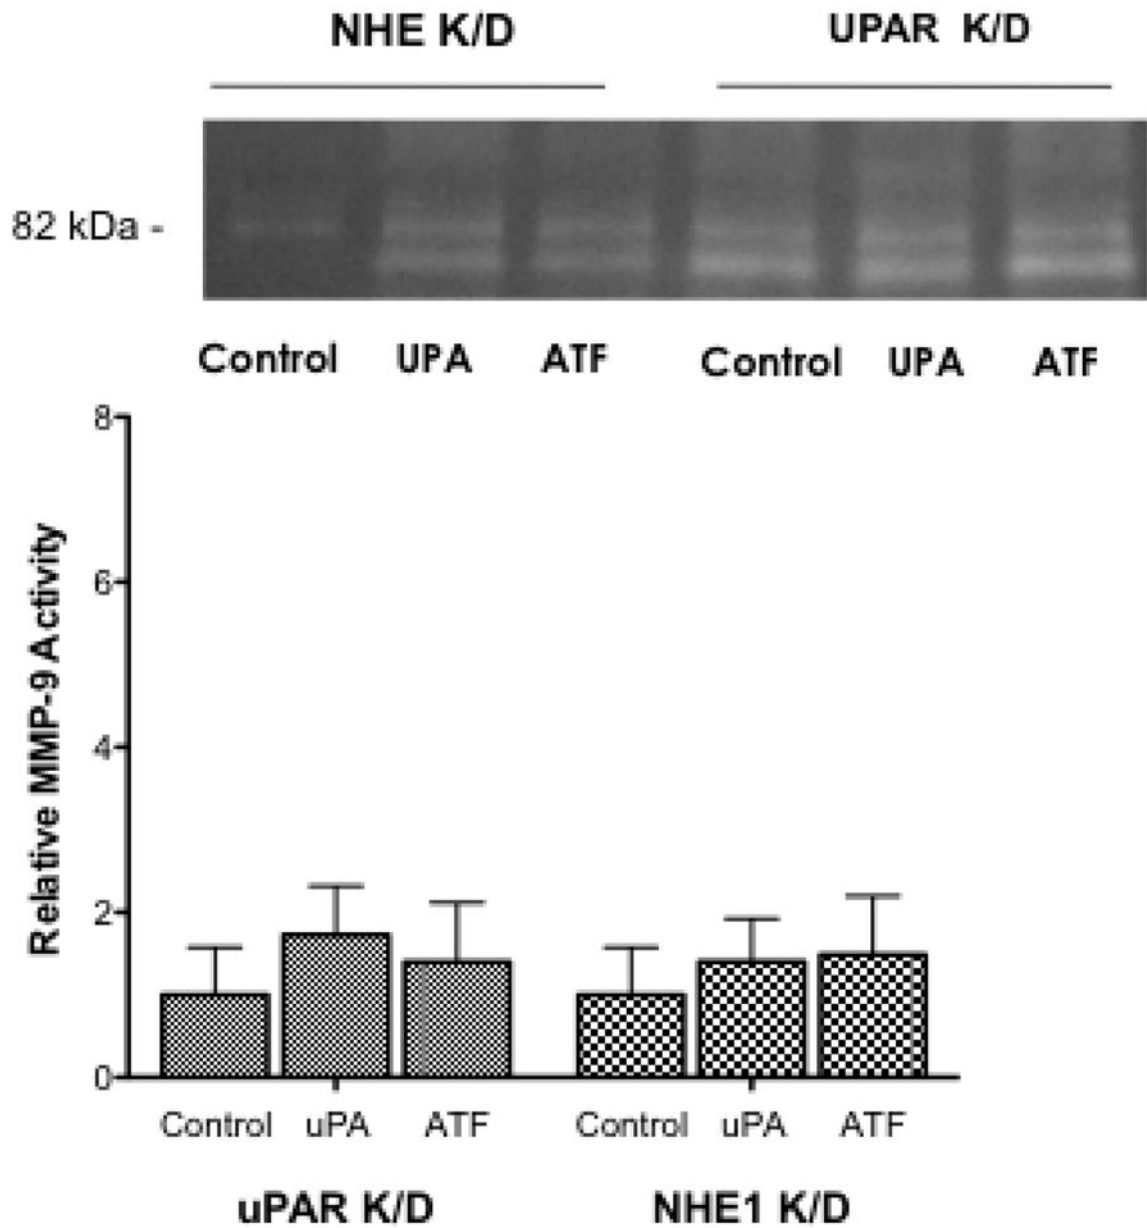 NHE K/D UPAR K/D
82 kDa -
Control UPA ATF Control UPA ATF
8
6
4
2
0
Relative MMP-9 Activity
Control uPA ATF Control uPA ATF
uPAR K/D NHE1 K/D